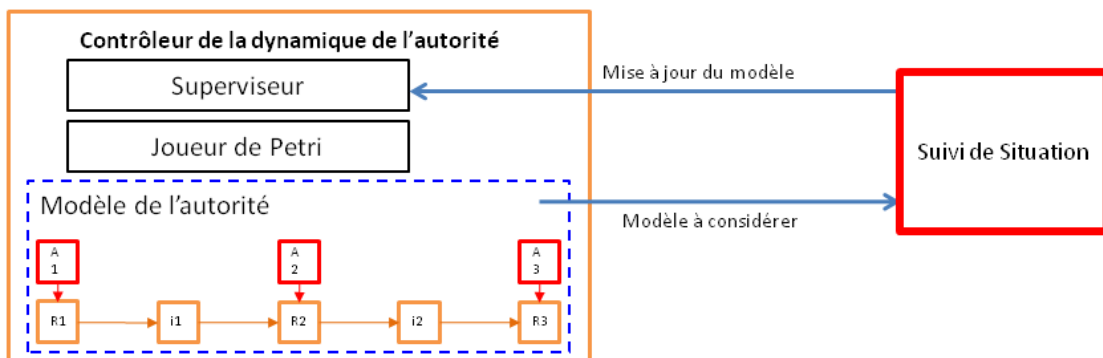 Contrôleur de la dynamique de l’autorité
Superviseur
Mise à jour du modèle
Joueur de Petri
Suivi de Situation
Modèle de l’autorité
Modèle à considérer
A
1
A
2
A
3
R1
i1
R2
i2
R3